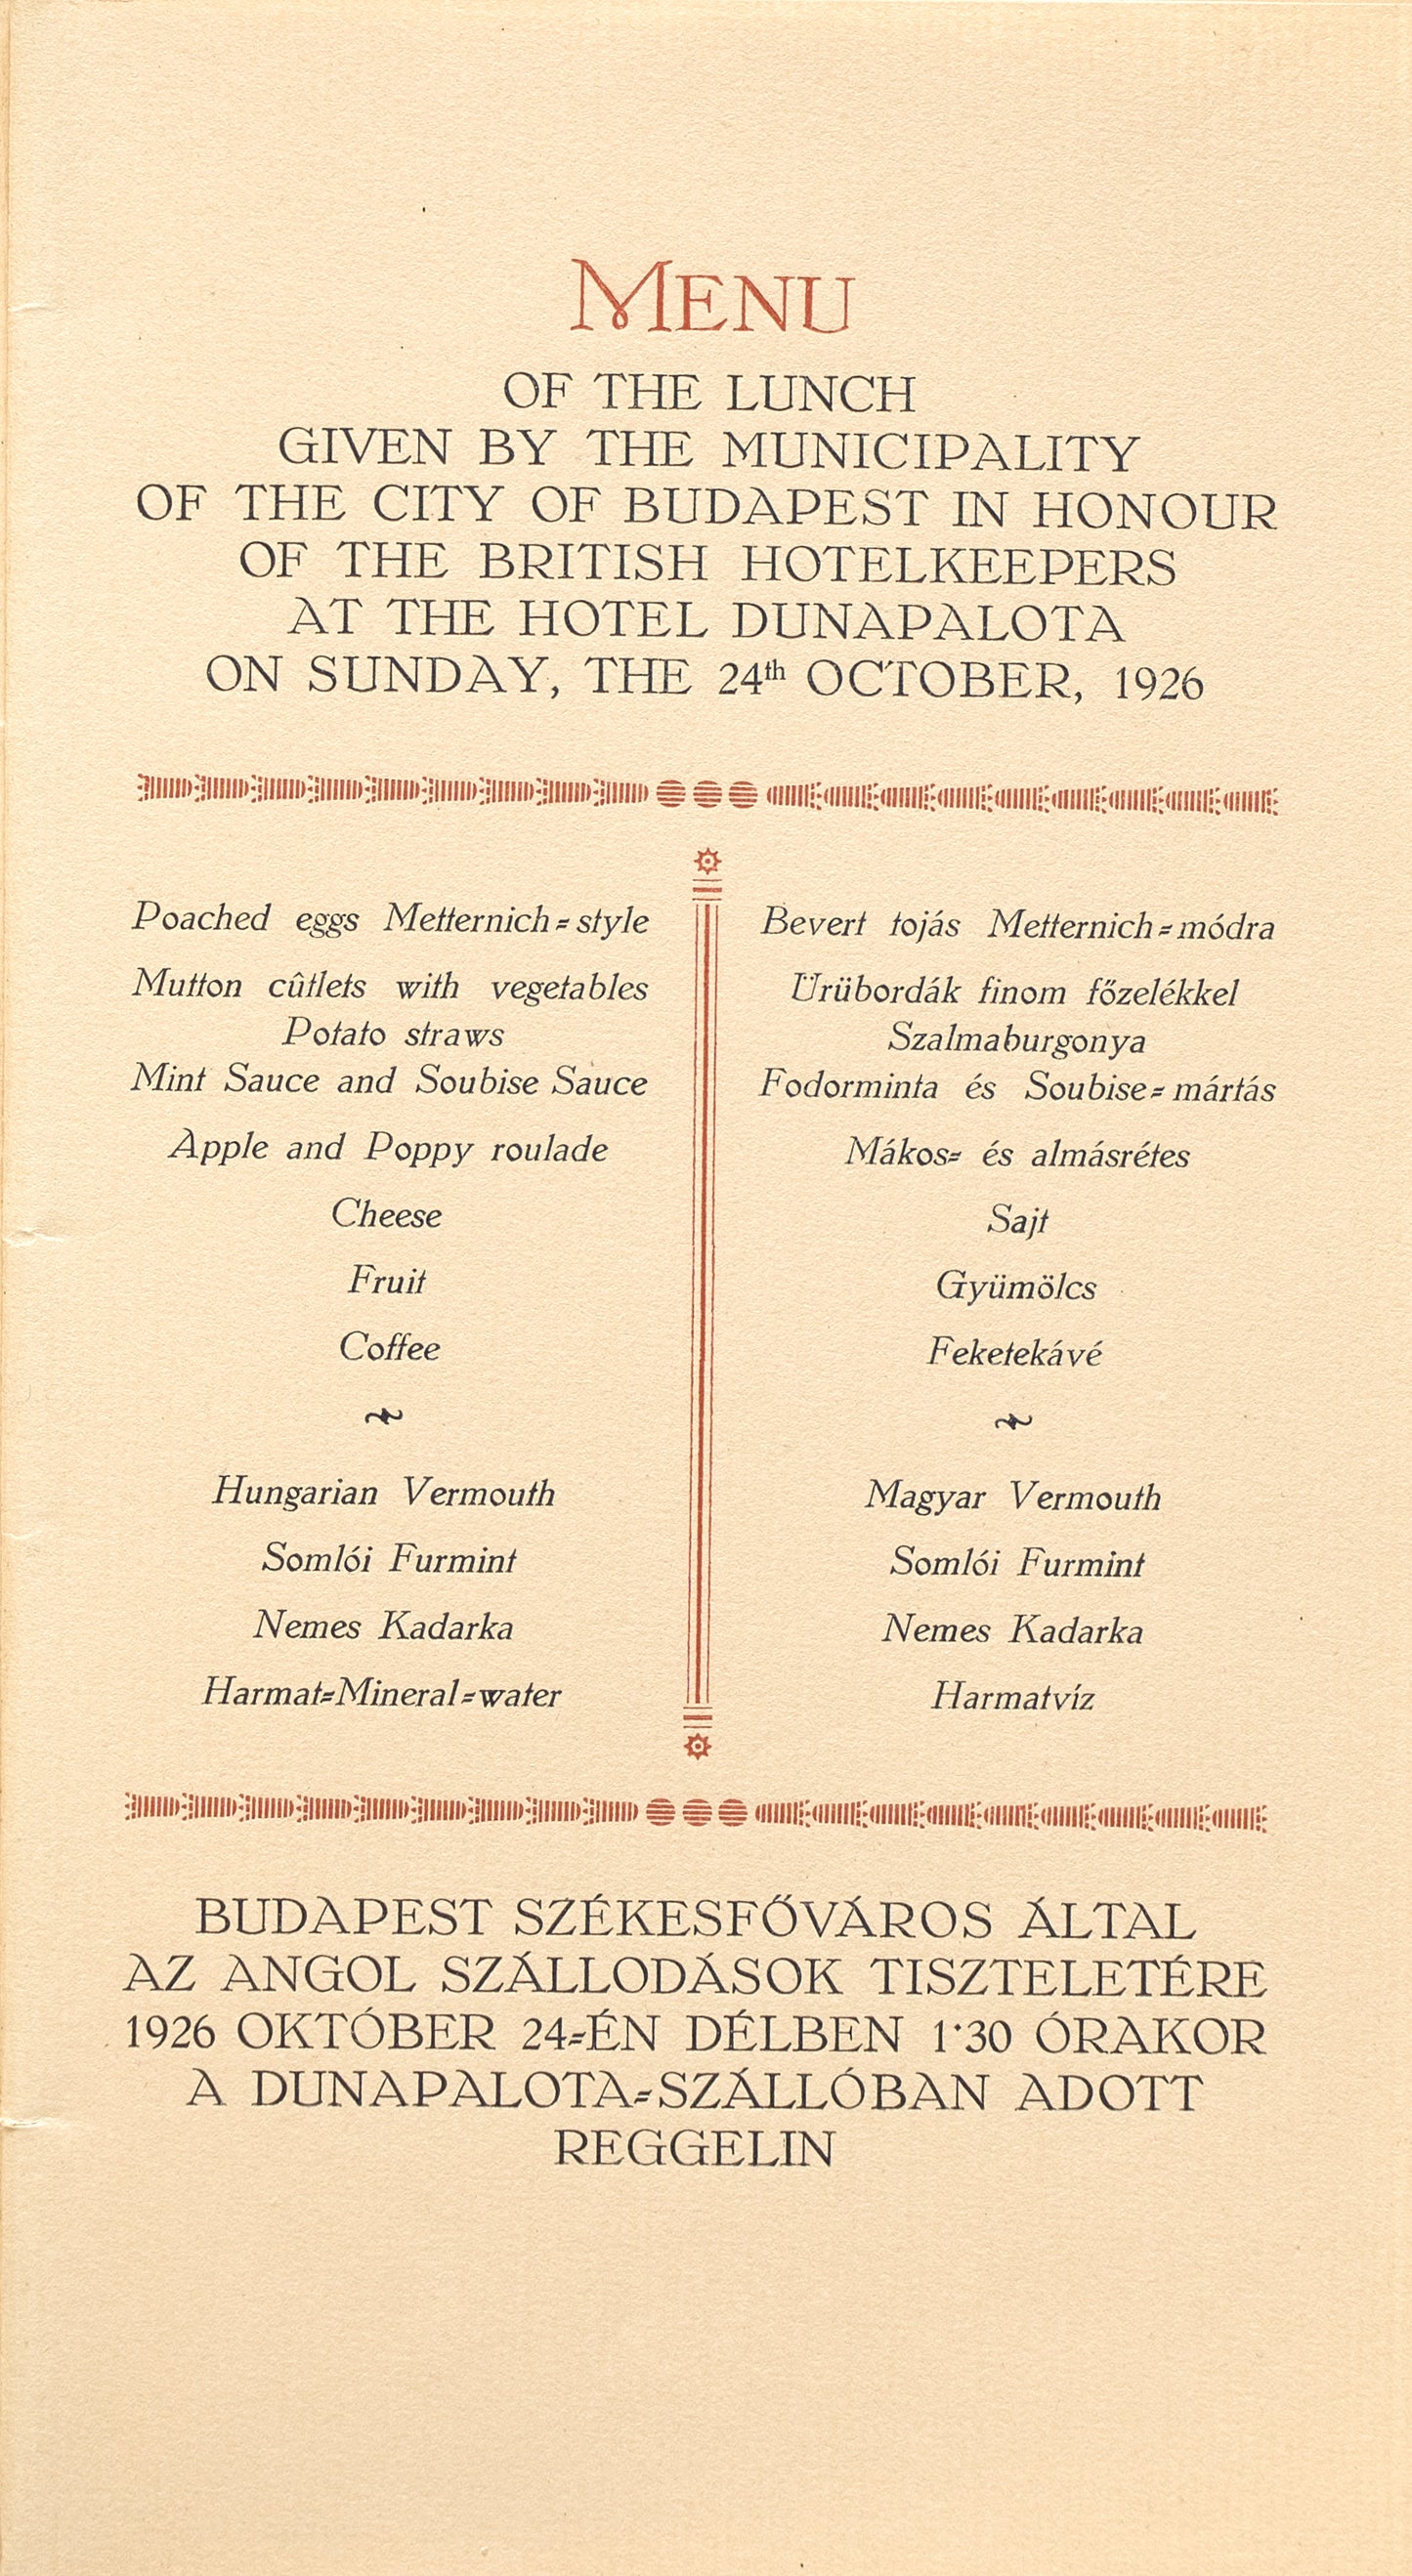 MENU
OF THE LUNCH
GIVEN BY THE MUNICIPALITY
OF THE CITY OF BUDAPEST IN HONOUR
OF THE BRITISH HOTELKEEPERS
AT THE HOTEL DUNAPALOTA
ON SUNDAY, THE 24th OCTOBER, 1926
Poached eggs Metternich=style
Mutton cûtlets with vegetables
Potato straws
Mint Sauce and Soubise Sauce
Apple and Poppy roulade
Cheese
Fruit
Coffee
Hungarian Vermouth
Somlói Furmint
Nemes Kadarka
Harmat=Mineral=water
Bevert tojás Metternich=módra
Ürübordák finom főzelékkel
Szalmaburgonya
Fodorminta és Soubise=mártás
Mákos= és almásrétes
Sajt
Gyümölcs
Feketekávé
Magyar Vermouth
Somlói Furmint
Nemes Kadarka
Harmatvíz
BUDAPEST SZÉKESFŐVÁROS ÁLTAL
AZ ANGOL SZÁLLODÁSOK TISZTELETÉRE
1926 OKTÓBER 24=ÉN DÉLBEN 1·30 ÓRAKOR
A DUNAPALOTA=SZÁLLÓBAN ADOTT
REGGELIN